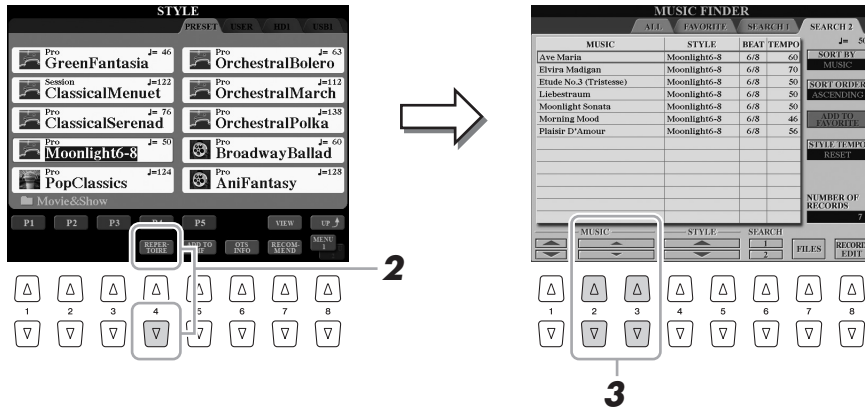 STYLE
PRESET USER HD1 USB1
Pro ♩= 46
GreenFantasia
Pro ♩= 63
OrchestralBolero
Session ♩=122
ClassicalMenuet
Pro ♩=112
OrchestralMarch
Pro ♩= 76
ClassicalSerenad
Pro ♩=138
OrchestralPolka
Pro ♩= 50
Moonlight6-8
Pro ♩= 60
BroadwayBallad
Pro ♩=124
PopClassics
Pro ♩=128
AniFantasy
Movie&Show
P1 P2 P3 P4 P5 VIEW UP
REPER-
TOIRE
ADD TO
MF
OTS
INFO
RECOM-
MEND
MENU
1
1 2 3 4 5 6 7 8
2
MUSIC FINDER
ALL FAVORITE SEARCH 1 SEARCH 2
♩= 50
MUSIC STYLE BEAT TEMPO
Ave Maria Moonlight6-8 6/8 60
Elvira Madigan Moonlight6-8 6/8 70
Etude No.3 (Tristesse) Moonlight6-8 6/8 50
Liebestraum Moonlight6-8 6/8 50
Moonlight Sonata Moonlight6-8 6/8 50
Morning Mood Moonlight6-8 6/8 46
Plaisir D'Amour Moonlight6-8 6/8 56
SORT BY
MUSIC
SORT ORDER
ASCENDING
ADD TO
FAVORITE
STYLE TEMPO
RESET
NUMBER OF
RECORDS
7
MUSIC STYLE SEARCH
1
2
FILES
RECORD
EDIT
1 2 3 4 5 6 7 8
3